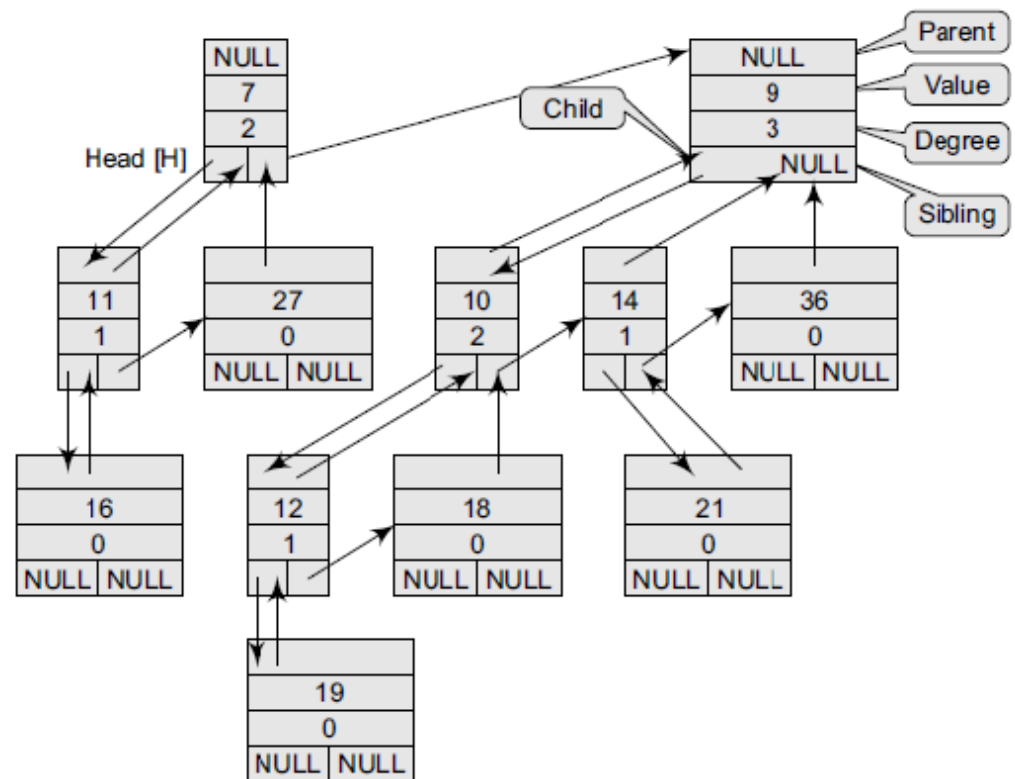 NULL
7
2
Head [H]
NULL
9
3
NULL
Child
Parent
Value
Degree
Sibling
11
1
27
0
NULL NULL
10
2
14
1
36
0
NULL NULL
16
0
NULL NULL
12
1
18
0
NULL NULL
21
0
NULL NULL
19
0
NULL NULL